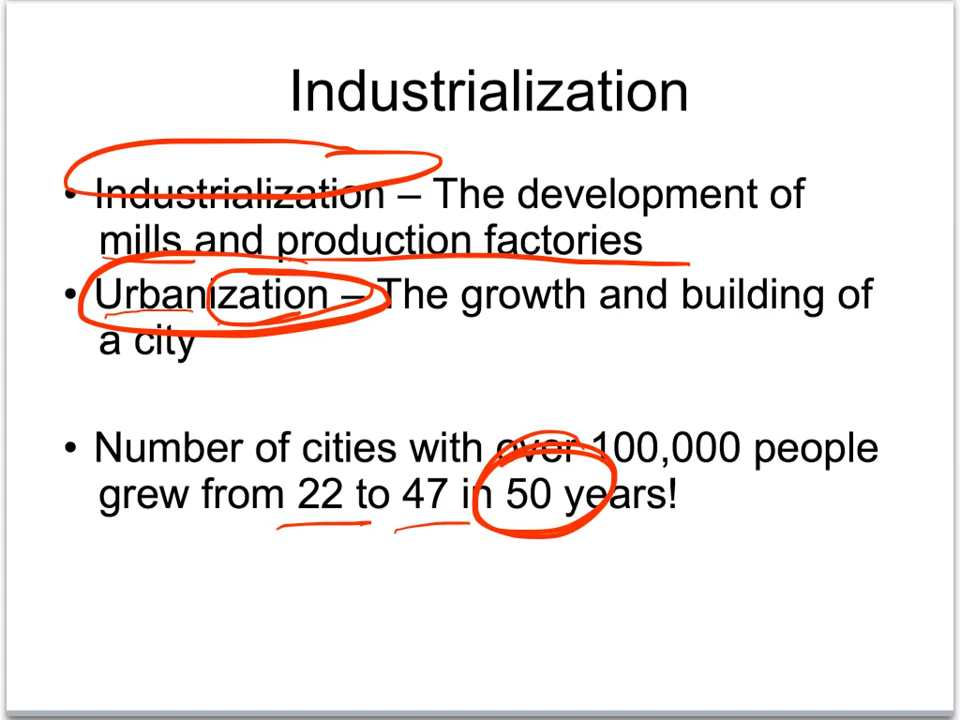 Industrialization
• Industrialization – The development of
mills and production factories
• Urbanization – The growth and building of
a city
• Number of cities with over 100,000 people
grew from 22 to 47 in 50 years!